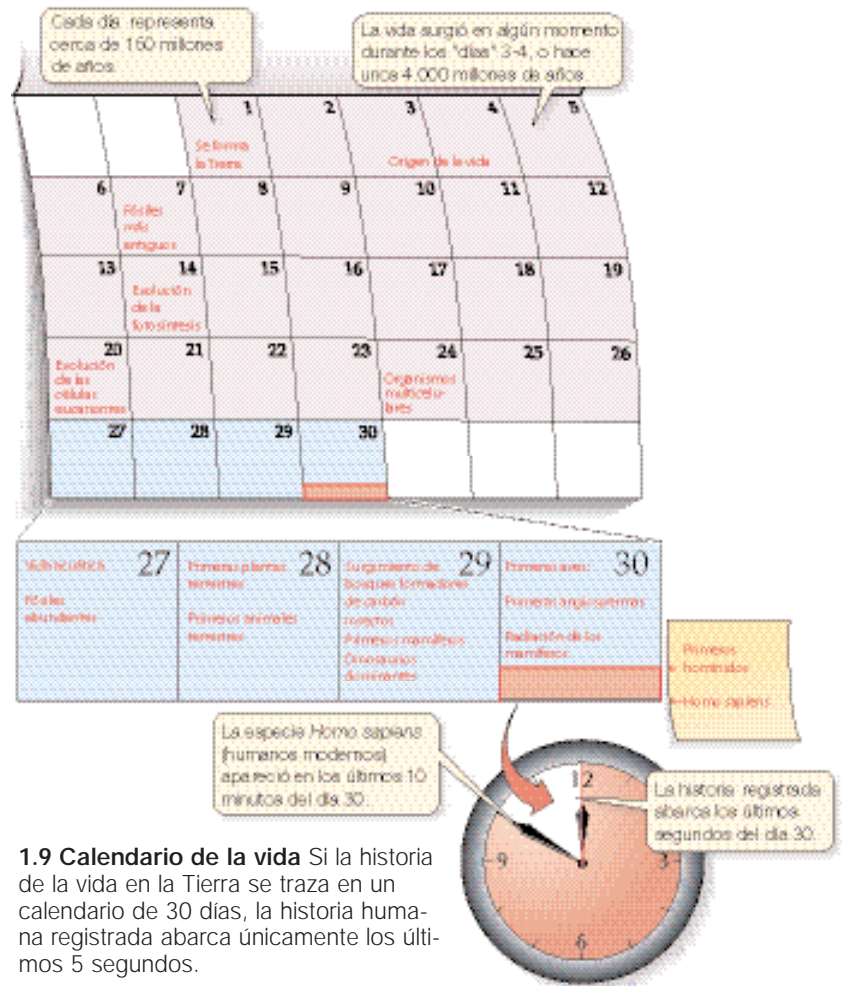 Cada día representa
cerca de 150 millones
de años.
La vida surgió en algún momento
durante los "días" 3-4, o hace
unos 4.000 millones de años.
1 2 3 4 5
Se forma
la Tierra
Origen de la vida
6 7 8 9 10 11 12
Fósiles
más
antiguos
13 14 15 16 17 18 19
Evolución
de la
fotosíntesis
20 21 22 23 24 25 26
Evolución
de las
células
eucariontes
Organismos
multicelu-
lares
27 28 29 30
27
Vida acuática
Fósiles
abundantes
28
Primeras plantas
terrestres
Primeros animales
terrestres
29
Surgimiento de
bosques formadores
de carbón
Insectos
Primeros mamíferos
Dinosaurios
dominantes
30
Primeras aves
Primeras angiospermas
Radiación de los
mamíferos
Primeros
homínidos
Homo sapiens
La especie Homo sapiens
(humanos modernos)
apareció en los últimos 10
minutos del día 30.
La historia registrada
abarca los últimos
segundos del día 30.
12
3
6
9
1.9 Calendario de la vida Si la historia
de la vida en la Tierra se traza en un
calendario de 30 días, la historia huma-
na registrada abarca únicamente los últi-
mos 5 segundos.